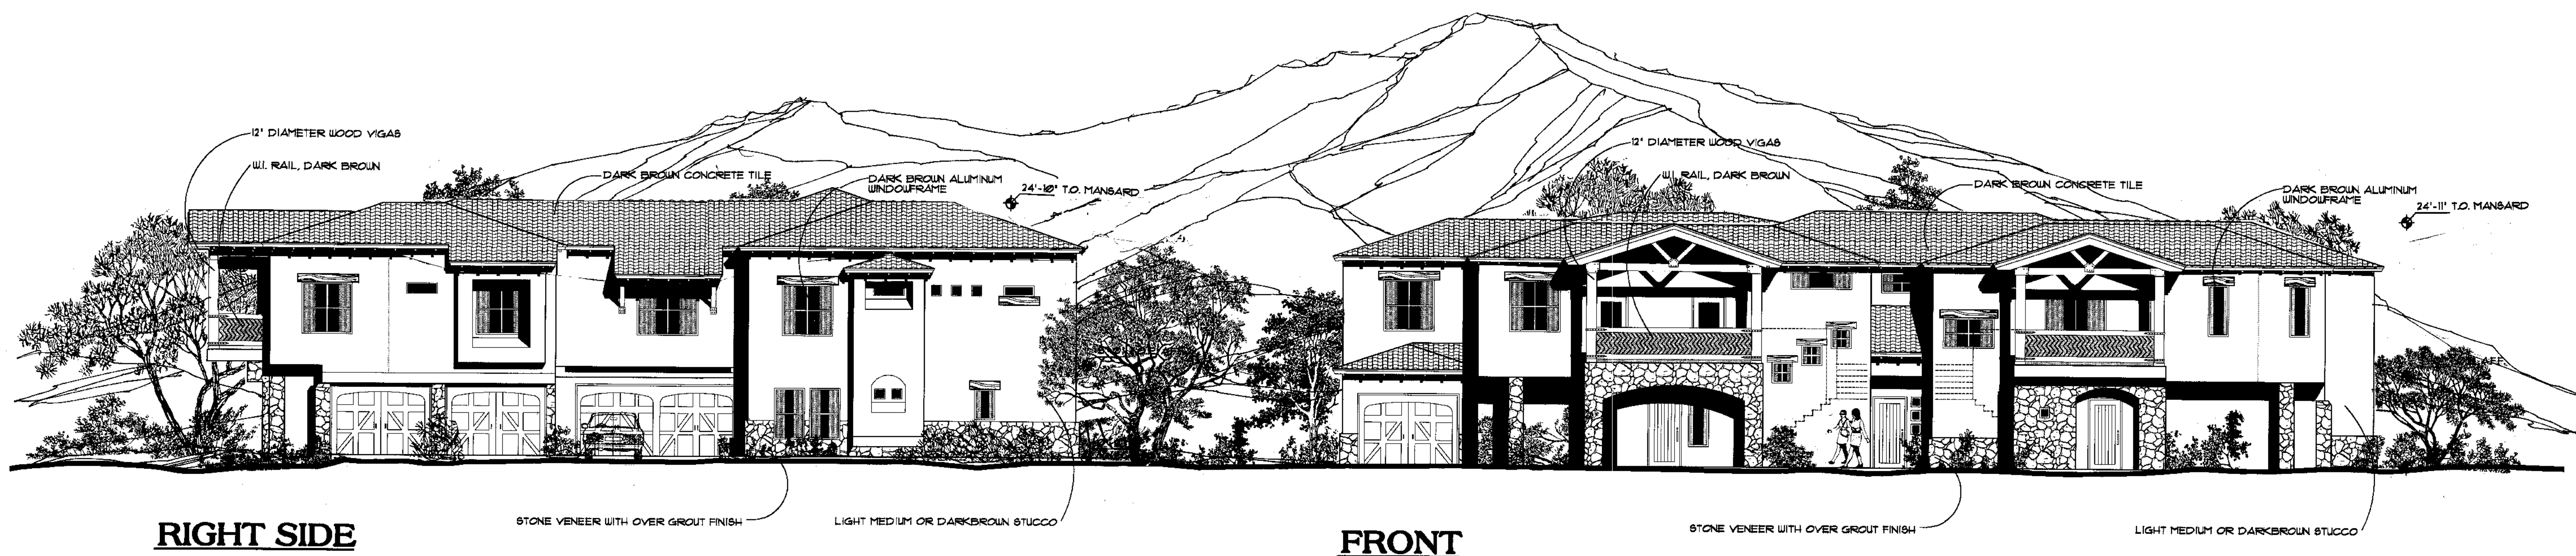 12" DIAMETER WOOD VIGAS
W.I. RAIL, DARK BROWN
DARK BROWN CONCRETE TILE
DARK BROWN ALUMINUM
WINDOWFRAME
24'-10" T.O. MANSARD
STONE VENEER WITH OVER GROUT FINISH
LIGHT MEDIUM OR DARKBROWN STUCCO
RIGHT SIDE
12" DIAMETER WOOD VIGAS
W.I. RAIL, DARK BROWN
DARK BROWN CONCRETE TILE
DARK BROWN ALUMINUM
WINDOWFRAME
24'-11" T.O. MANSARD
A.F.F.
STONE VENEER WITH OVER GROUT FINISH
LIGHT MEDIUM OR DARKBROWN STUCCO
FRONT